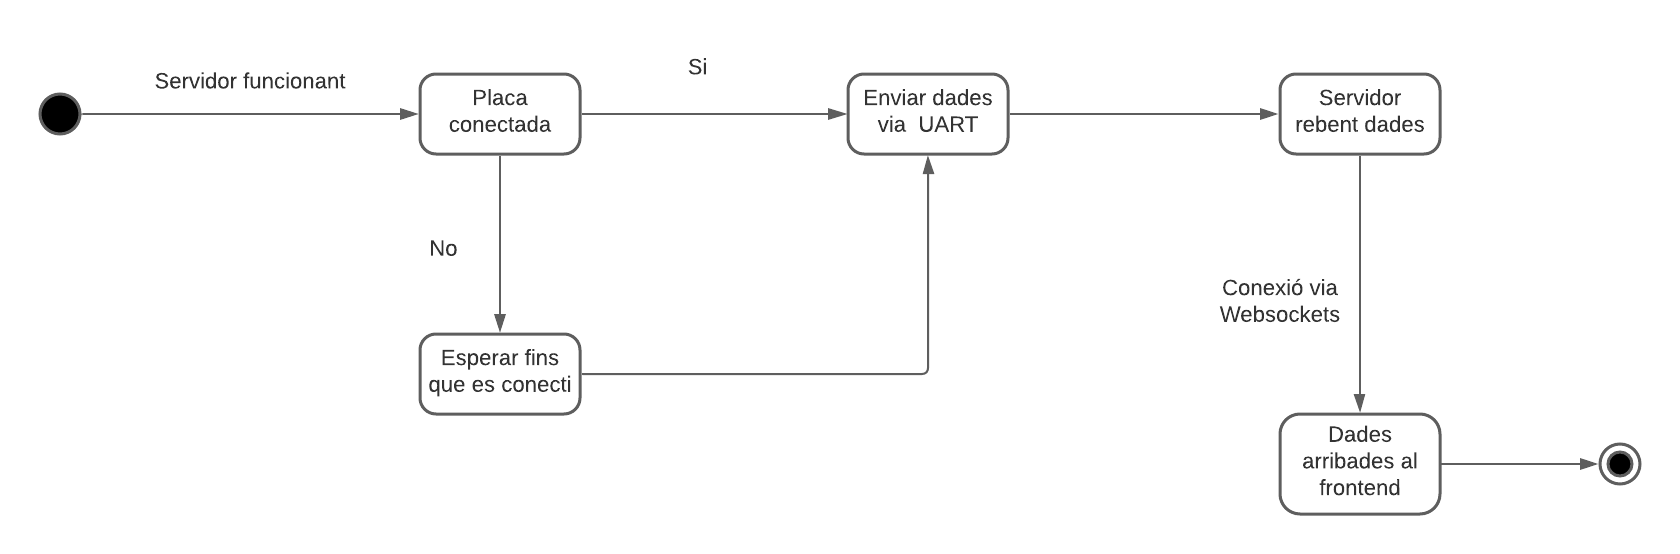 Servidor funcionant
Placa
conectada
Si
Enviar dades
via  UART
Servidor
rebent dades
No
Esperar fins
que es conecti
Conexió via
Websockets
Dades
arribades al
frontend